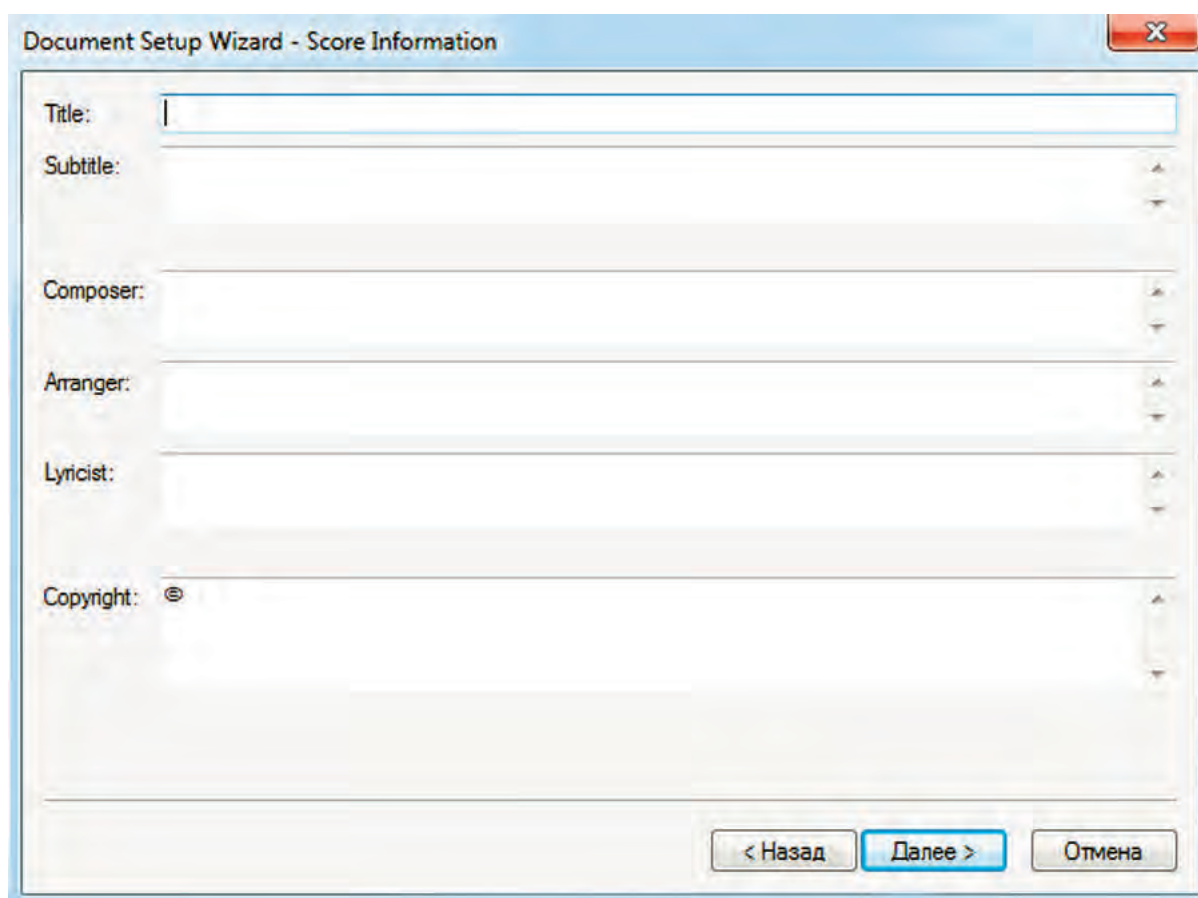 Document Setup Wizard - Score Information
Title:
Subtitle:
Composer:
Arranger:
Lyricist:
Copyright: ©
< Назад Далее > Отмена